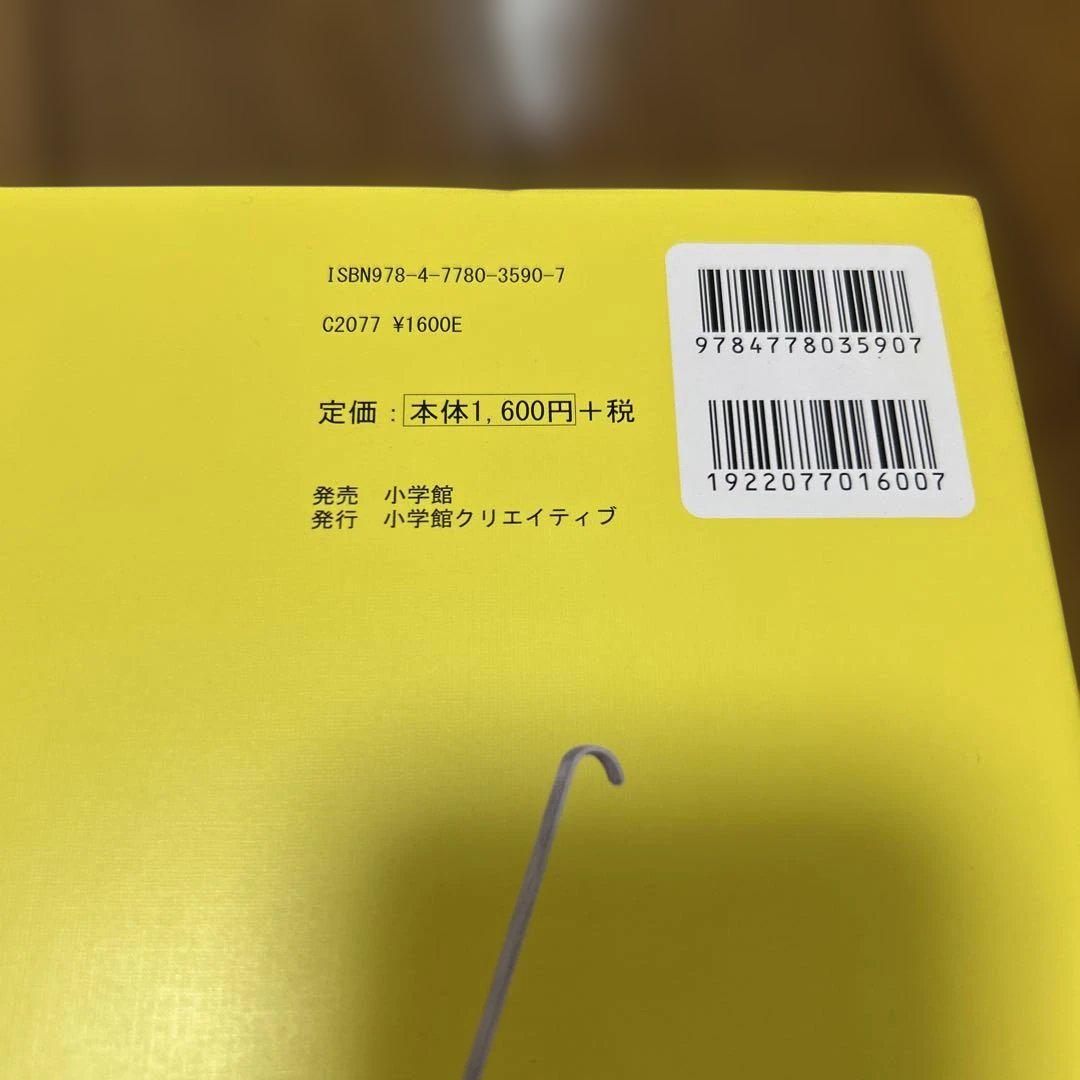 ISBN978-4-7780-3590-7
C2077 ¥1600E
定価:本体1,600円+税
発売 小学館
発行 小学館クリエイティブ
9784778035907
1922077016007